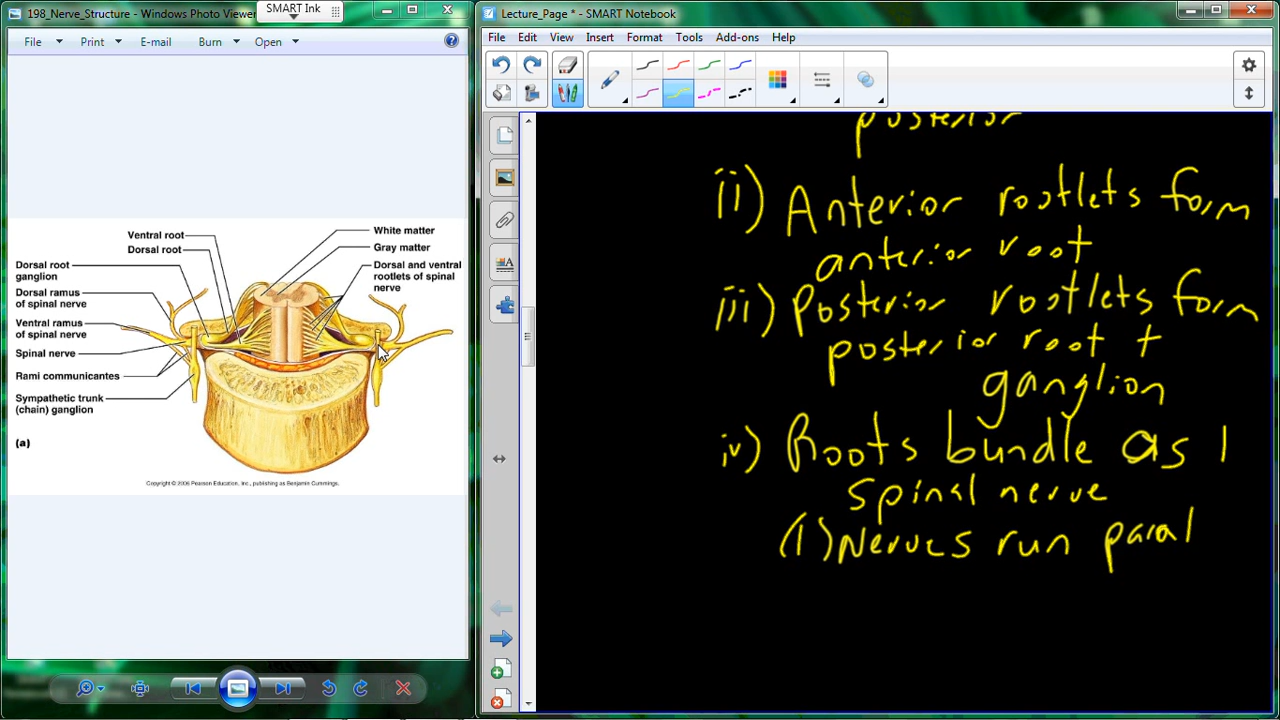 198_Nerve_Structure - Windows Photo Viewer
SMART Ink
File Print E-mail Burn Open
Ventral root
Dorsal root
Dorsal root
ganglion
Dorsal ramus
of spinal nerve
Ventral ramus
of spinal nerve
Spinal nerve
Rami communicantes
Sympathetic trunk
(chain) ganglion
White matter
Gray matter
Dorsal and ventral
rootlets of spinal
nerve
(a)
Copyright © 2006 Pearson Education, Inc., publishing as Benjamin Cummings.
Lecture_Page * - SMART Notebook
File Edit View Insert Format Tools Add-ons Help
posterior
ii) Anterior rootlets form
anterior root
iii) Posterior rootlets form
posterior root +
ganglion
iv) Roots bundle as 1
spinal nerve
(1) Nerves run paral